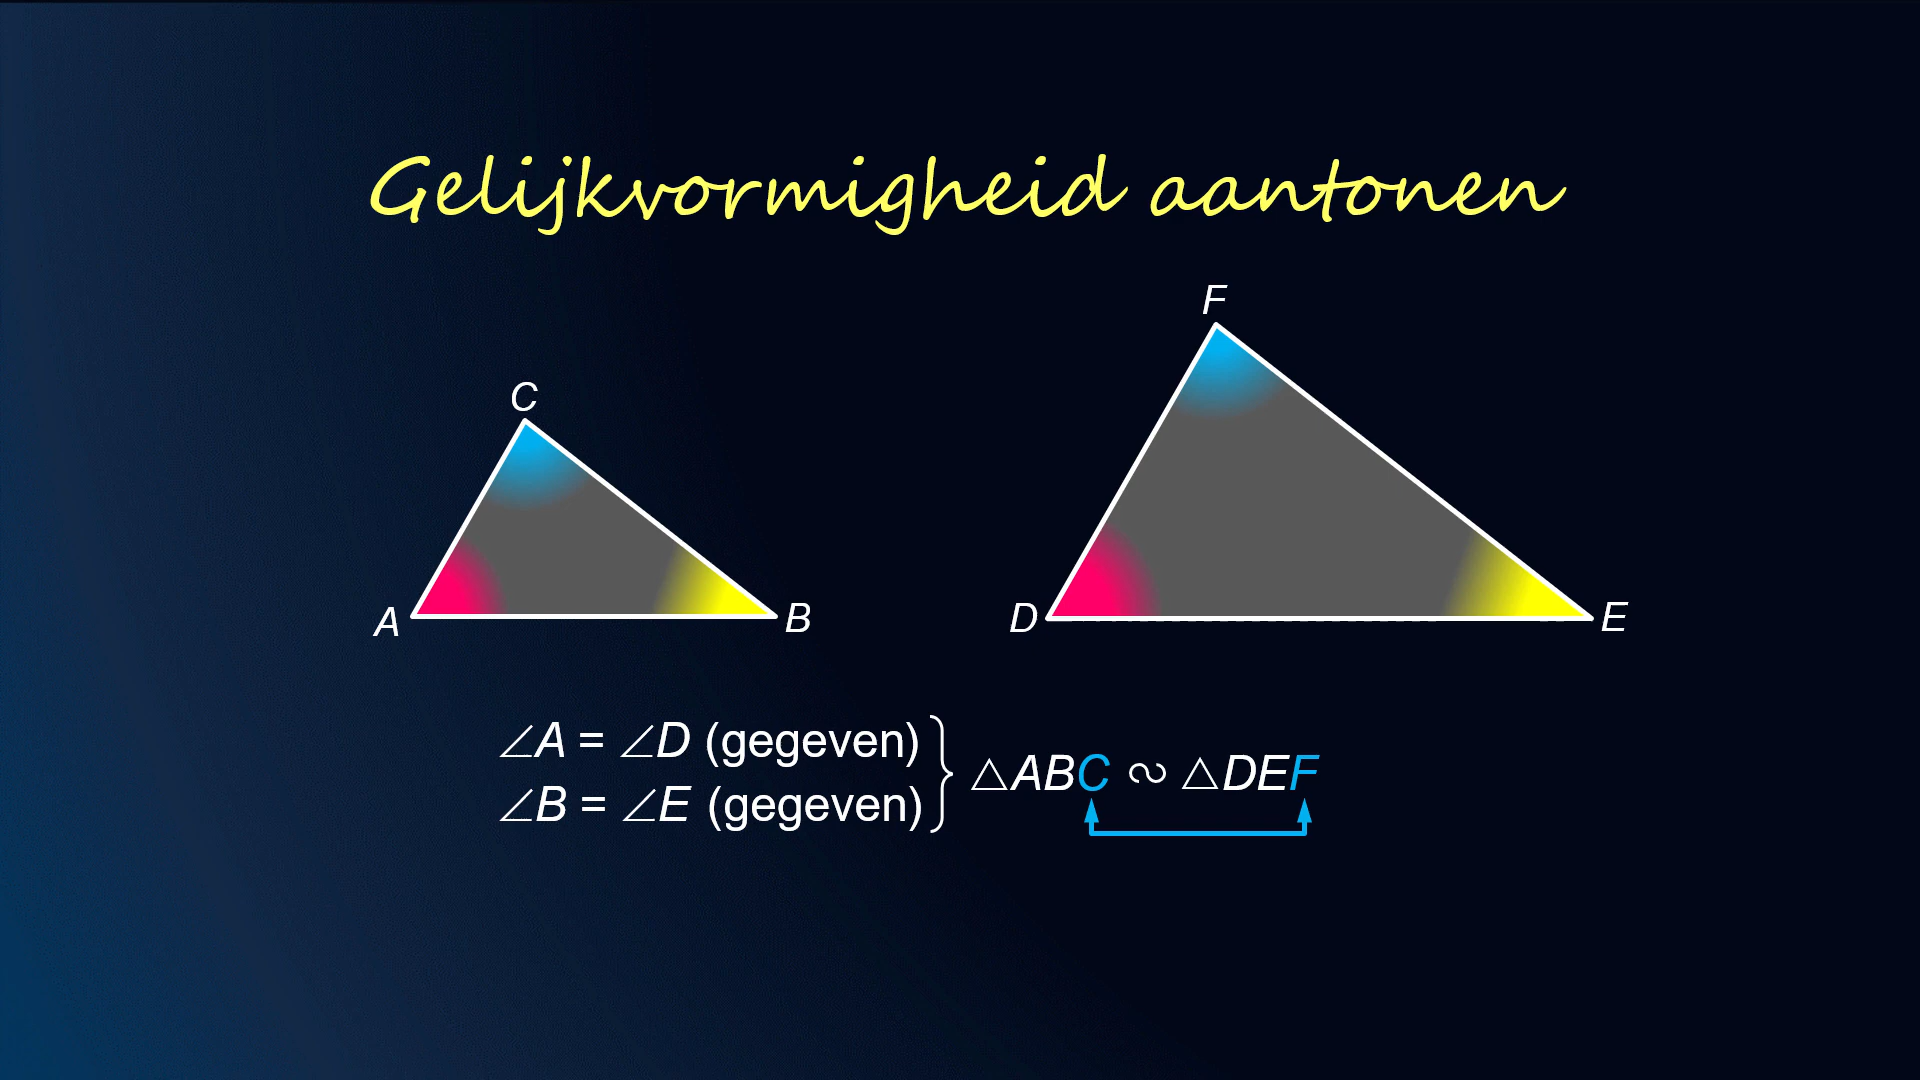 Gelijkvormigheid aantonen
F
C
A
B
D
E
∠A = ∠D (gegeven)
∠B = ∠E (gegeven)
△ABC ∽ △DEF